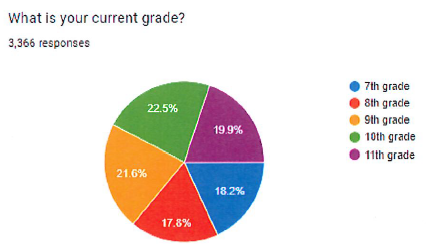 What is your current grade?
3,366 responses
22.5%
19.9%
21.6%
18.2%
17.8%
7th grade
8th grade
9th grade
10th grade
11th grade